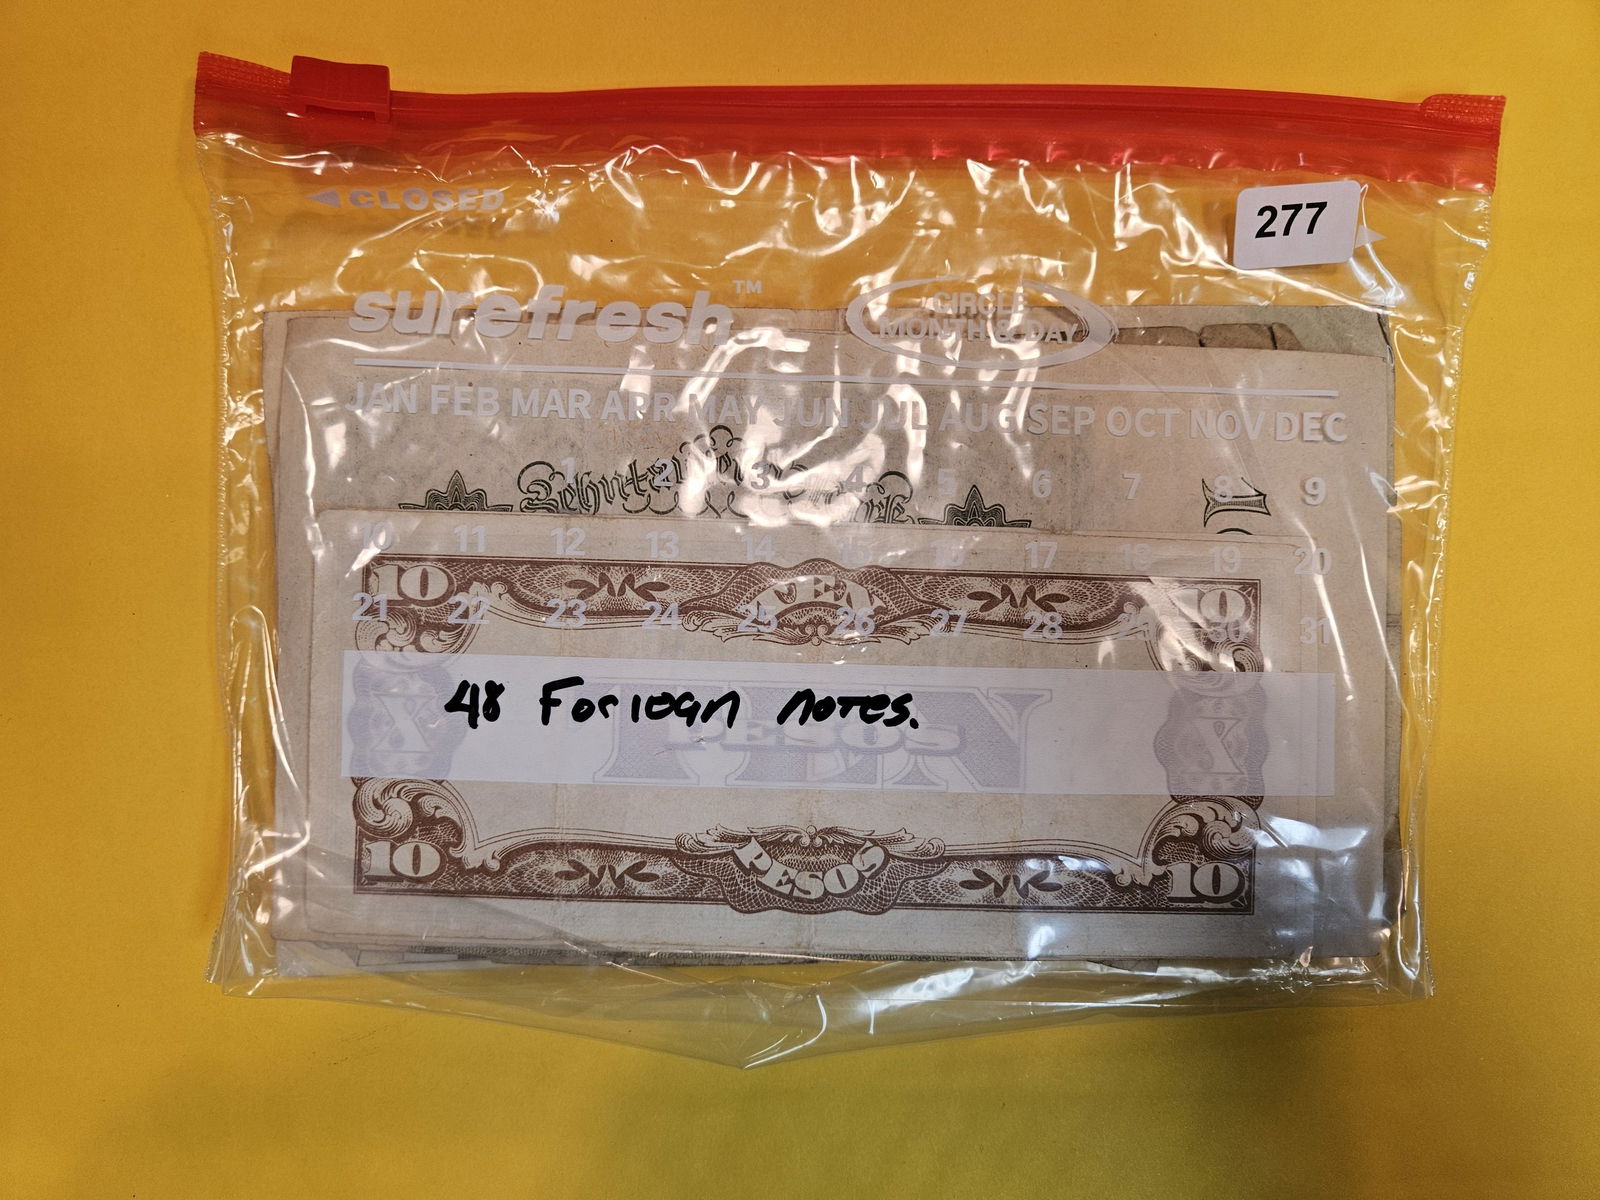 ◄CLOSED
277
surefresh™
CIRCLE
MONTH & DAY
JAN FEB MAR APR MAY JUN JUL AUG SEP OCT NOV DEC
1 2 3 4 5 6 7 8 9
10 11 12 13 14 15 16 17 18 19 20
10 TEN 10
21 22 23 24 25 26 27 28 29 30 31
48 Foriegn notes.
X TEN X
PESOS
10 PESOS 10